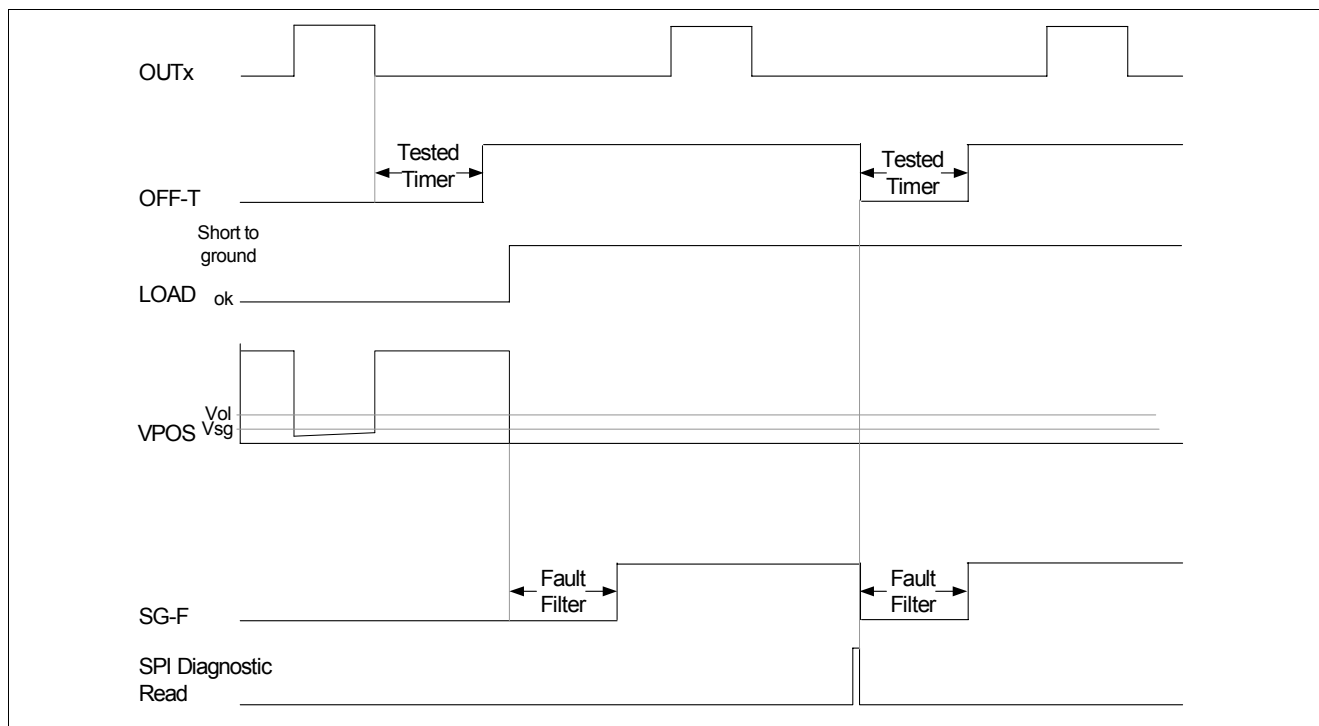 OUTx
Tested
Timer
Tested
Timer
OFF-T
Short to
ground
LOAD ok
Vol
VPOS Vsg
Fault
Filter
Fault
Filter
SG-F
SPI Diagnostic
Read